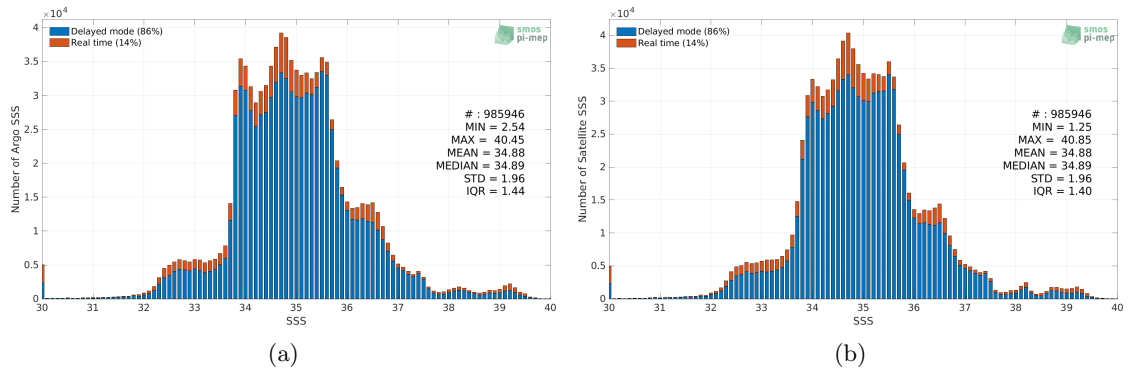 ×10⁴
Delayed mode (86%)
Real time (14%)
smos
pi-mep
# : 985946
MIN = 2.54
MAX = 40.45
MEAN = 34.88
MEDIAN = 34.89
STD = 1.96
IQR = 1.44
Number of Argo SSS
4
3.5
3
2.5
2
1.5
1
0.5
0
30 31 32 33 34 35 36 37 38 39 40
SSS
(a)
×10⁴
Delayed mode (86%)
Real time (14%)
smos
pi-mep
# : 985946
MIN = 1.25
MAX = 40.85
MEAN = 34.88
MEDIAN = 34.89
STD = 1.96
IQR = 1.40
Number of Satellite SSS
4
3.5
3
2.5
2
1.5
1
0.5
0
30 31 32 33 34 35 36 37 38 39 40
SSS
(b)